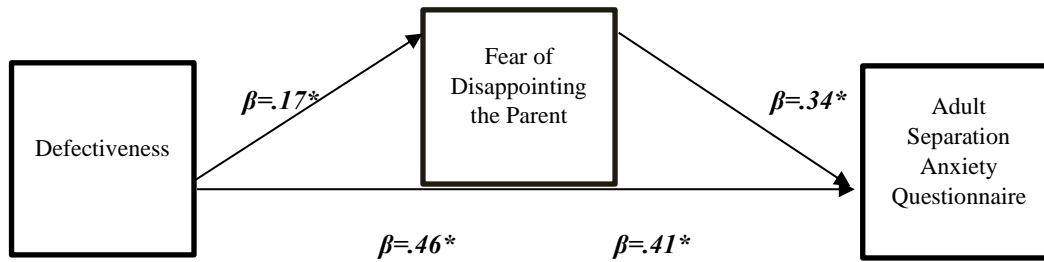 Fear of
Disappointing
the Parent
β=.17*
β=.34*
Defectiveness
Adult
Separation
Anxiety
Questionnaire
β=.46*
β=.41*